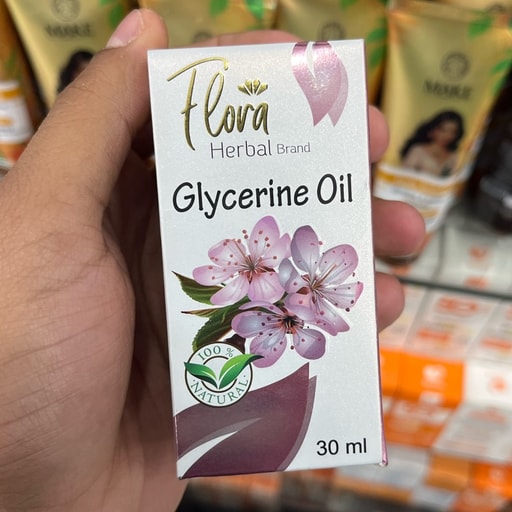 Flora
Herbal Brand
Glycerine Oil
100%
NATURAL
30 ml